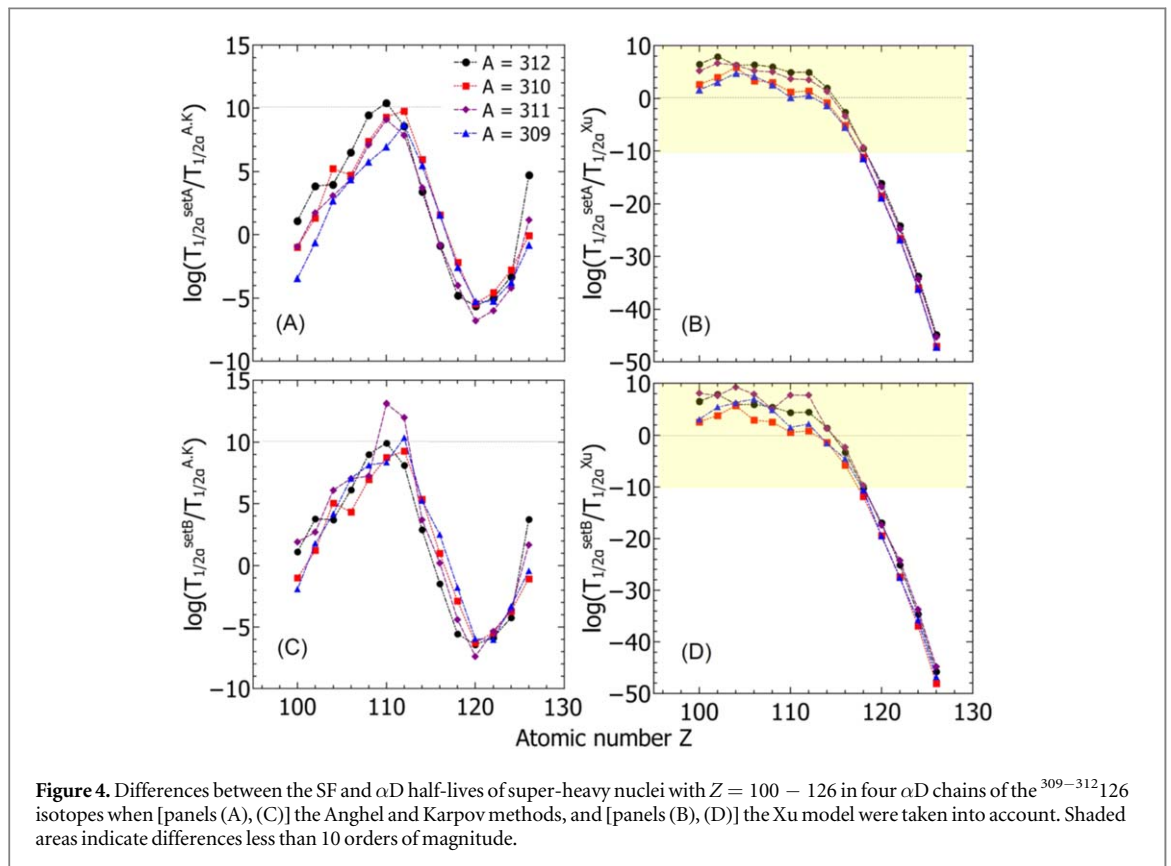 15
10
5
0
−5
−10
log(T1/2α^setA/T1/2α^A.K)
A = 312
A = 310
A = 311
A = 309
(A)
10
0
−10
−20
−30
−40
−50
log(T1/2α^setA/T1/2α^Xu)
(B)
15
10
5
0
−5
−10
log(T1/2α^setB/T1/2α^A.K)
(C)
100 110 120 130
10
0
−10
−20
−30
−40
−50
log(T1/2α^setB/T1/2α^Xu)
(D)
100 110 120 130
Atomic number Z
Figure 4. Differences between the SF and αD half-lives of super-heavy nuclei with Z = 100 − 126 in four αD chains of the ³⁰⁹⁻³¹²126
isotopes when [panels (A), (C)] the Anghel and Karpov methods, and [panels (B), (D)] the Xu model were taken into account. Shaded
areas indicate differences less than 10 orders of magnitude.